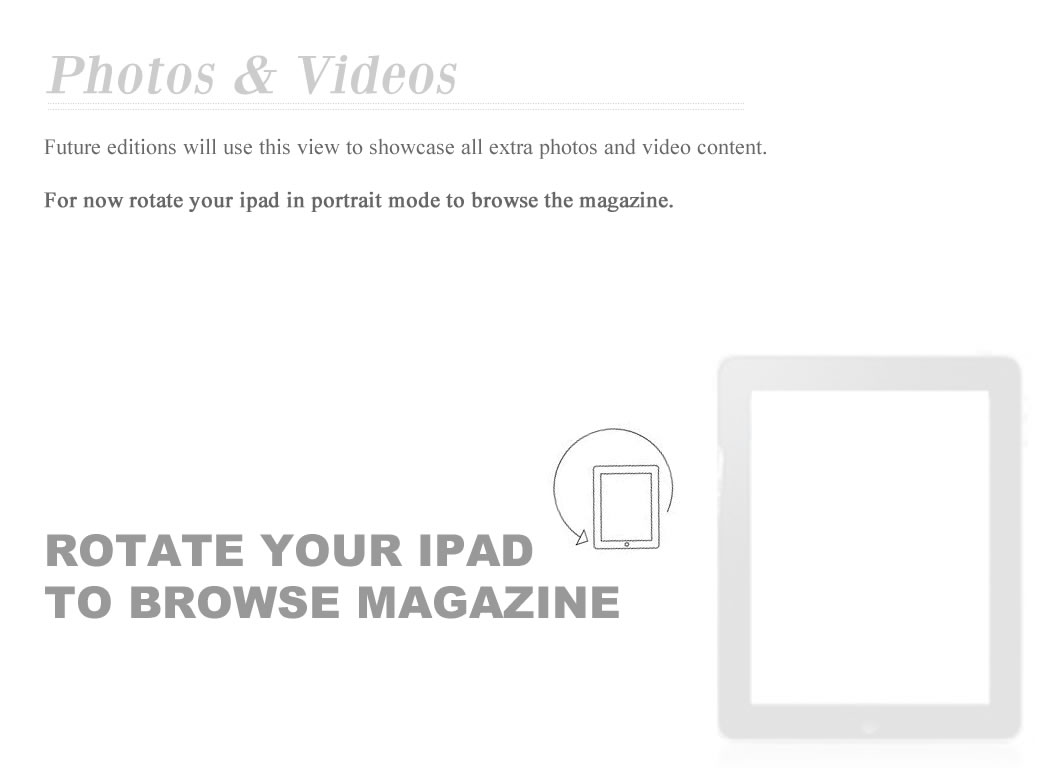 Photos & Videos
Future editions will use this view to showcase all extra photos and video content.
For now rotate your ipad in portrait mode to browse the magazine.
ROTATE YOUR IPAD
TO BROWSE MAGAZINE